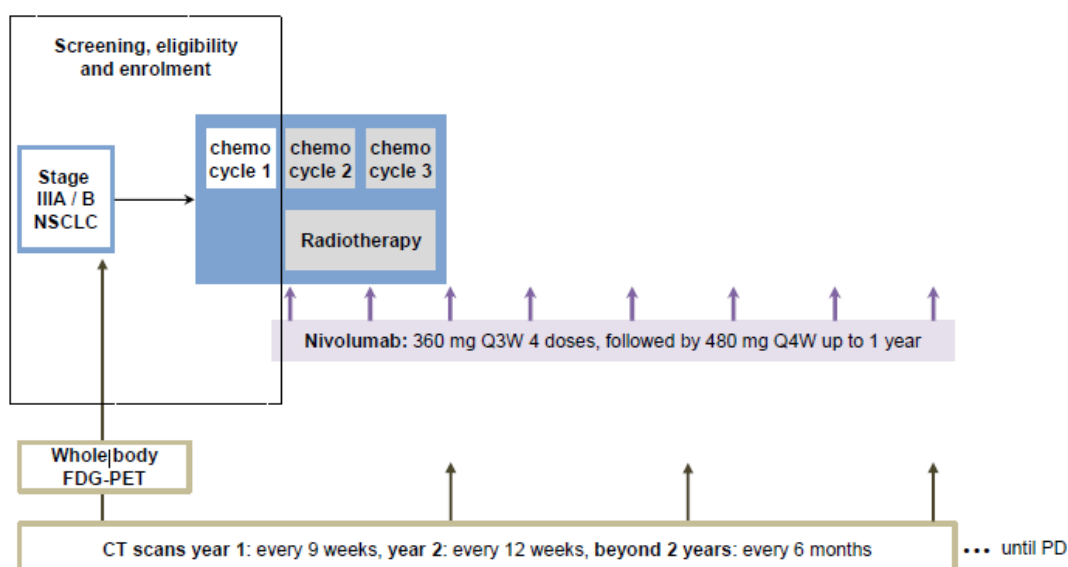 Screening, eligibility
and enrolment
Stage
IIIA / B
NSCLC
chemo
cycle 1
chemo
cycle 2
chemo
cycle 3
Radiotherapy
Nivolumab: 360 mg Q3W 4 doses, followed by 480 mg Q4W up to 1 year
Whole body
FDG-PET
CT scans year 1: every 9 weeks, year 2: every 12 weeks, beyond 2 years: every 6 months
••• until PD